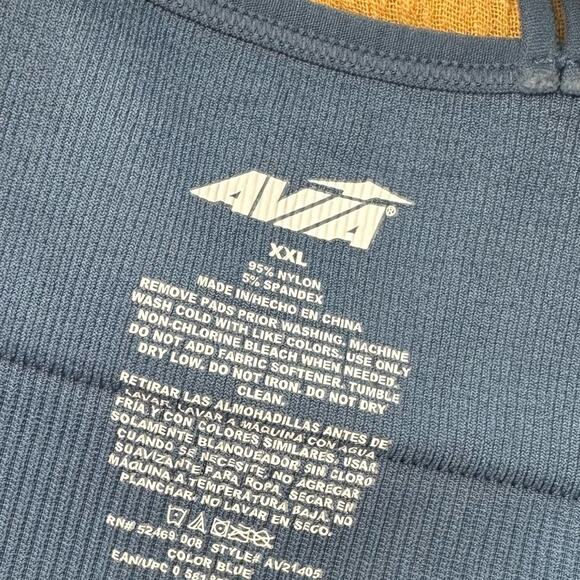 AVIA®
XXL
95% NYLON
5% SPANDEX
MADE IN/HECHO EN CHINA
REMOVE PADS PRIOR WASHING. MACHINE
WASH COLD WITH LIKE COLORS. USE ONLY
NON-CHLORINE BLEACH WHEN NEEDED.
DO NOT ADD FABRIC SOFTENER. TUMBLE
DRY LOW. DO NOT IRON. DO NOT DRY
CLEAN.
RETIRAR LAS ALMOHADILLAS ANTES DE
LAVAR. LAVAR A MÁQUINA CON AGUA
FRÍA Y CON COLORES SIMILARES. USAR
SOLAMENTE BLANQUEADOR SIN CLORO
CUANDO SE NECESITE. NO AGREGAR
SUAVIZANTE PARA ROPA. SECAR EN
MÁQUINA A TEMPERATURA BAJA. NO
PLANCHAR. NO LAVAR EN SECO.
RN# 52469-008 STYLE# AV21405
COLOR BLUE
EAN/UPC 0